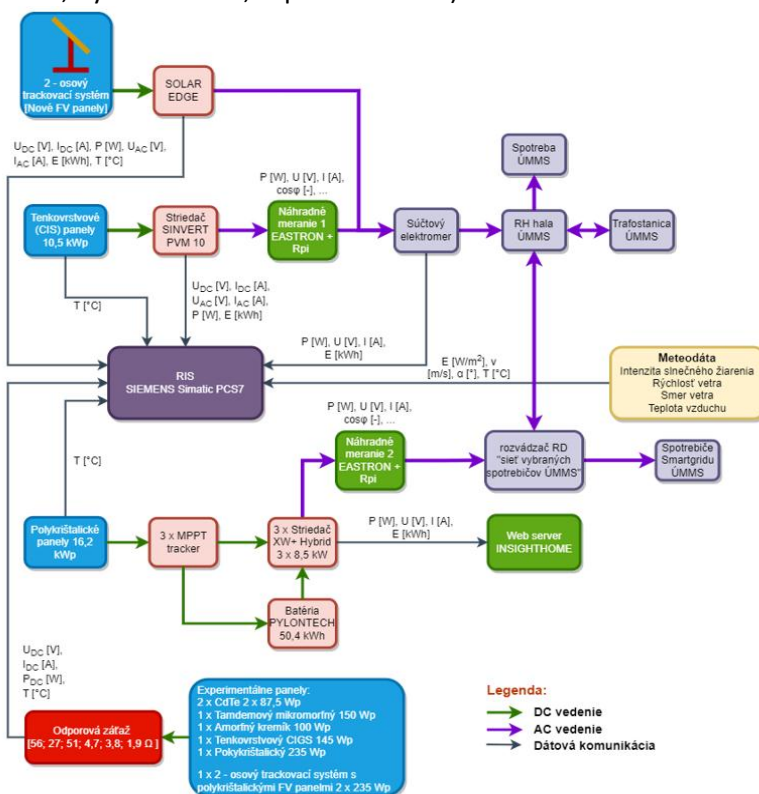 2 - osový
trackovací systém
[Nové FV panely]
SOLAR
EDGE
U_DC [V], I_DC [A], P [W], U_AC [V],
I_AC [A], E [kWh], T [°C]
P [W], U [V], I [A],
cosφ [-], ...
Spotreba
ÚMMS
Tenkovrstvové
(CIS) panely
10,5 kWp
Striedač
SINVERT
PVM 10
Náhradné
meranie 1
EASTRON +
Rpi
Súčtový
elektromer
RH hala
ÚMMS
Trafostanica
ÚMMS
T [°C]
U_DC [V], I_DC [A],
U_AC [V], I_AC [A],
P [W], E [kWh]
P [W], U [V], I [A],
E [kWh]
E [W/m²], v
[m/s], α [°], T [°C]
RIS
SIEMENS Simatic PCS7
Meteodáta
Intenzita slnečného žiarenia
Rýchlosť vetra
Smer vetra
Teplota vzduchu
P [W], U [V], I [A],
cosφ [-], ...
T [°C]
Náhradné
meranie 2
EASTRON +
Rpi
rozvádzač RD
"sieť vybraných
spotrebičov ÚMMS"
Spotrebiče
Smartgridu
ÚMMS
Polykrištalické
panely 16,2
kWp
3 x MPPT
tracker
3 x Striedač
XW+ Hybrid
3 x 8,5 kW
P [W], U [V], I [A],
E [kWh]
Web server
INSIGHTHOME
Batéria
PYLONTECH
50,4 kWh
U_DC [V],
I_DC [A],
P_DC [W],
T [°C]
Odporová záťaž
[56; 27; 51; 4,7; 3,8; 1,9 Ω ]
Experimentálne panely:
2 x CdTe 2 x 87,5 Wp
1 x Tamdemový mikromorfný 150 Wp
1 x Amorfný kremík 100 Wp
1 x Tenkovrstvový CIGS 145 Wp
1 x Pokykrištalický 235 Wp
1 x 2 - osový trackovací systém s
polykrištalickými FV panelmi 2 x 235 Wp
Legenda:
DC vedenie
AC vedenie
Dátová komunikácia